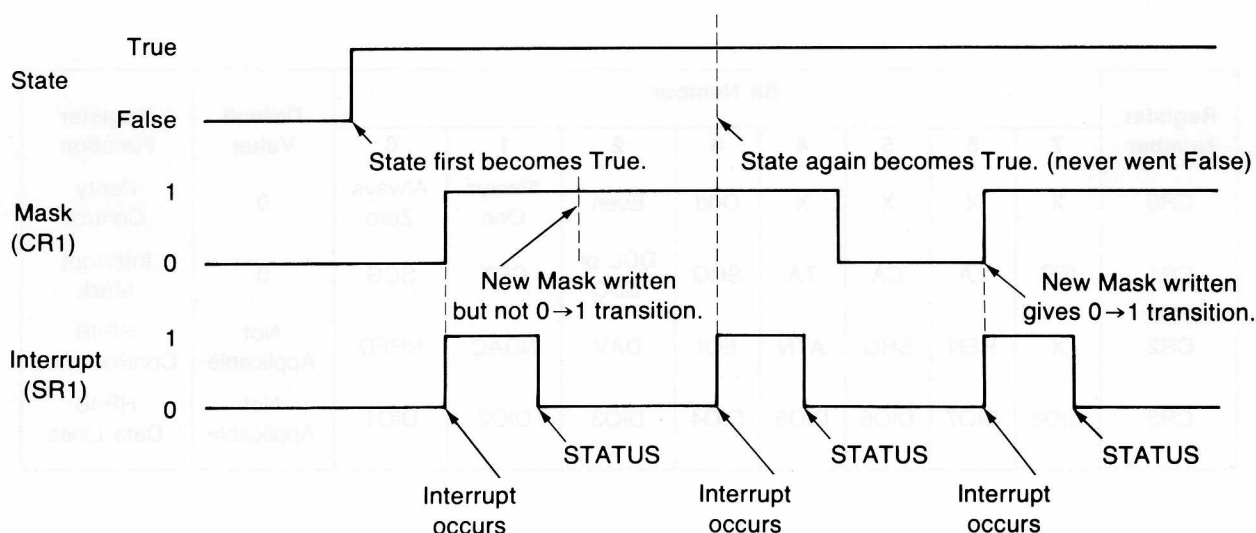 True
State
False
State first becomes True.
State again becomes True. (never went False)
1
Mask
(CR1)
0
New Mask written
but not 0→1 transition.
New Mask written
gives 0→1 transition.
1
Interrupt
(SR1)
0
STATUS
STATUS
STATUS
Interrupt
occurs
Interrupt
occurs
Interrupt
occurs